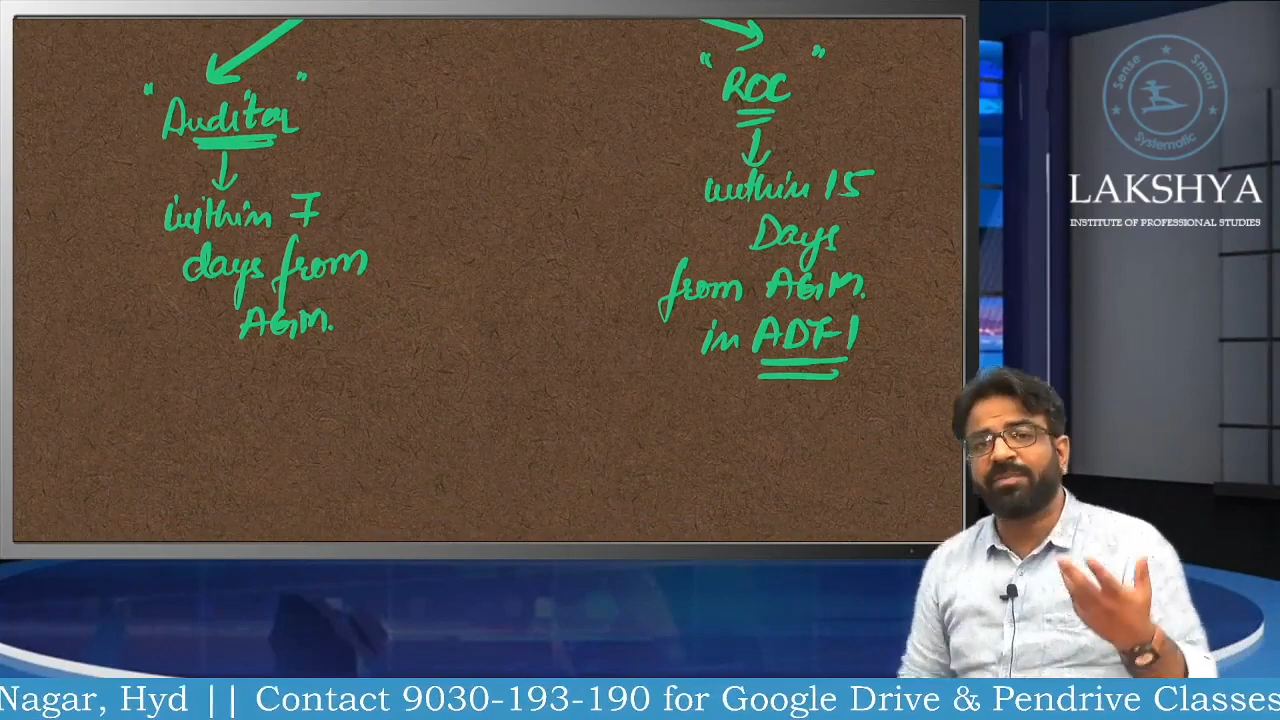 " Auditor "
within 7
days from
AGM.
" ROC "
within 15
Days
from AGM.
in ADT-1
Sense Smart Systematic
LAKSHYA
INSTITUTE OF PROFESSIONAL STUDIES
Nagar, Hyd || Contact 9030-193-190 for Google Drive & Pendrive Classes